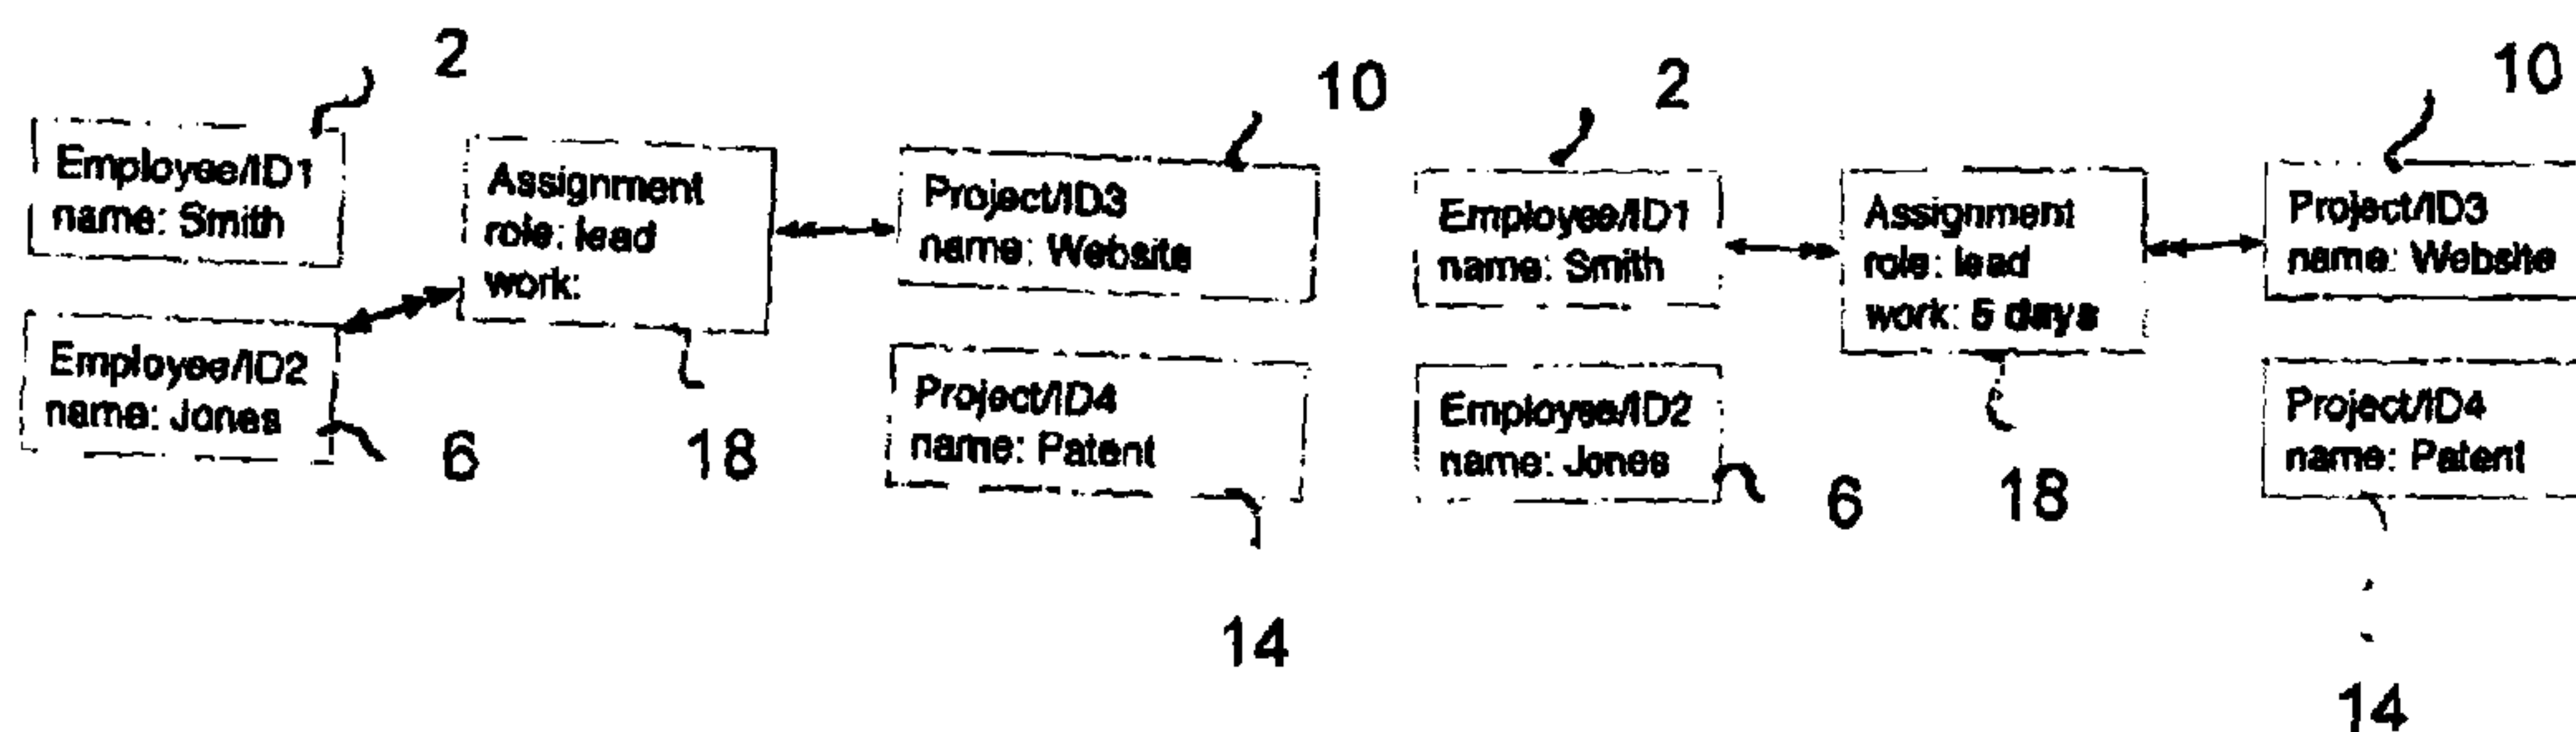 2
Employee/ID1
name: Smith
Employee/ID2
name: Jones
6
Assignment
role: lead
work:
18
10
Project/ID3
name: Website
Project/ID4
name: Patent
14
2
Employee/ID1
name: Smith
Employee/ID2
name: Jones
6
Assignment
role: lead
work: 5 days
18
10
Project/ID3
name: Website
Project/ID4
name: Patent
14